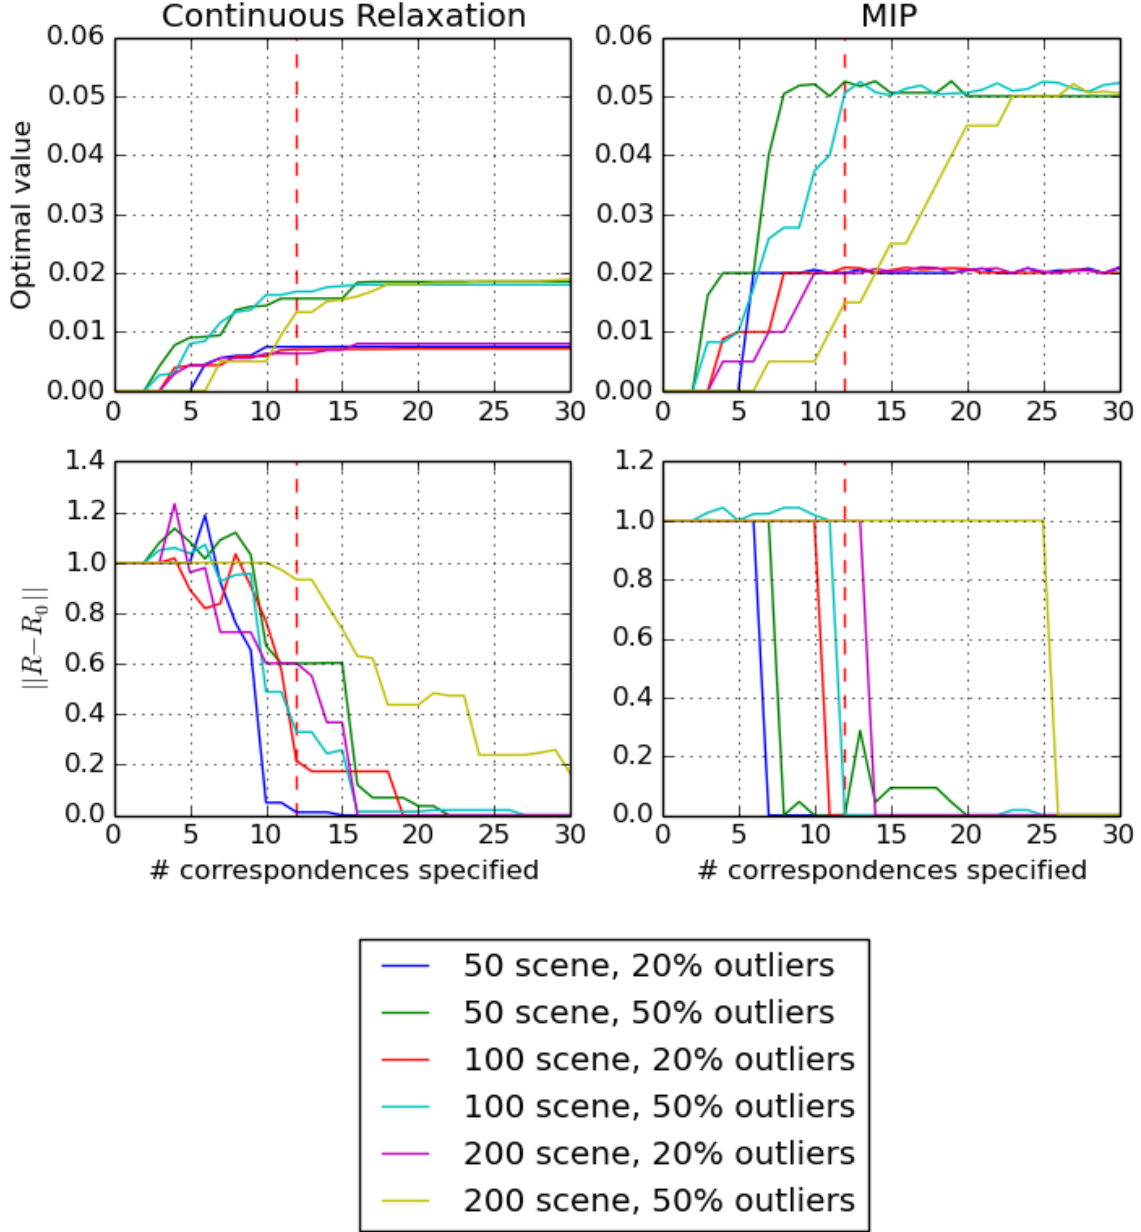 Continuous Relaxation
MIP
Optimal value
0.06
0.05
0.04
0.03
0.02
0.01
0.00
0 5 10 15 20 25 30
0.06
0.05
0.04
0.03
0.02
0.01
0.00
0 5 10 15 20 25 30
||R−R₀||
1.4
1.2
1.0
0.8
0.6
0.4
0.2
0.0
0 5 10 15 20 25 30
# correspondences specified
1.2
1.0
0.8
0.6
0.4
0.2
0.0
0 5 10 15 20 25 30
# correspondences specified
50 scene, 20% outliers
50 scene, 50% outliers
100 scene, 20% outliers
100 scene, 50% outliers
200 scene, 20% outliers
200 scene, 50% outliers